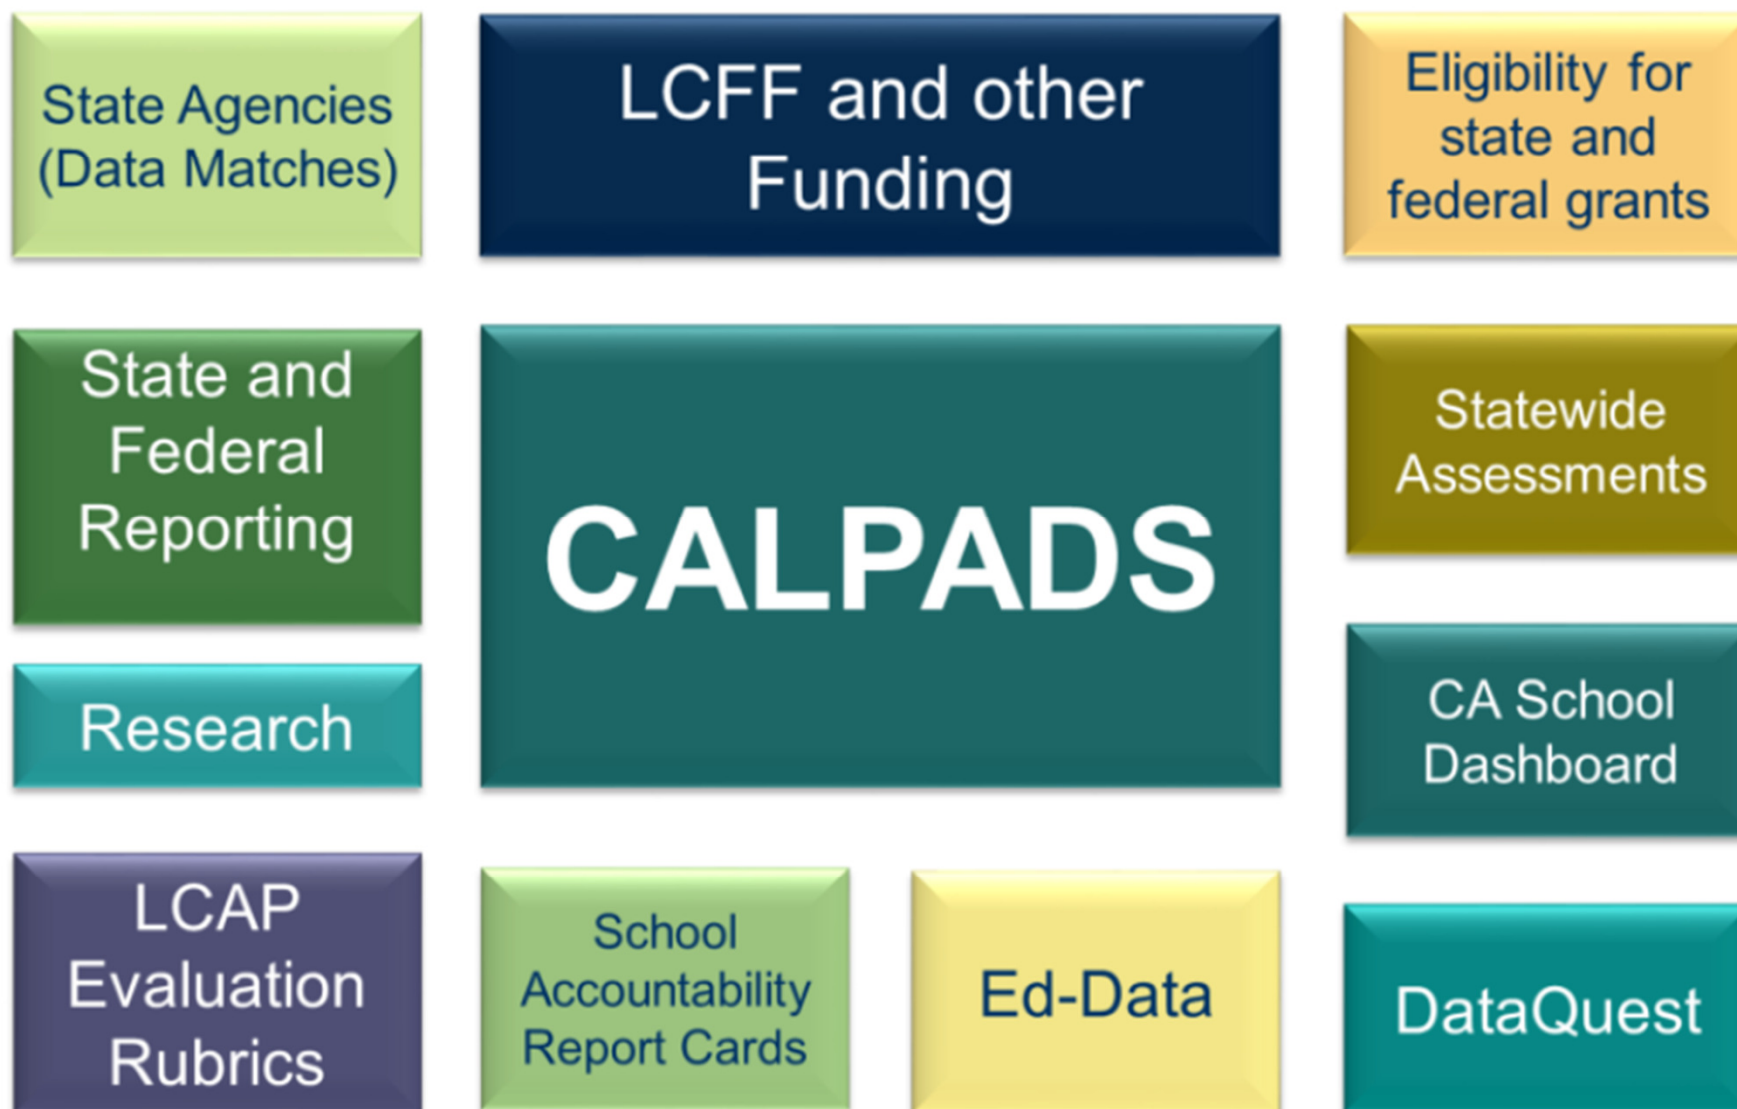 State Agencies
(Data Matches)
LCFF and other
Funding
Eligibility for
state and
federal grants
State and
Federal
Reporting
CALPADS
Statewide
Assessments
Research
CA School
Dashboard
LCAP
Evaluation
Rubrics
School
Accountability
Report Cards
Ed-Data
DataQuest